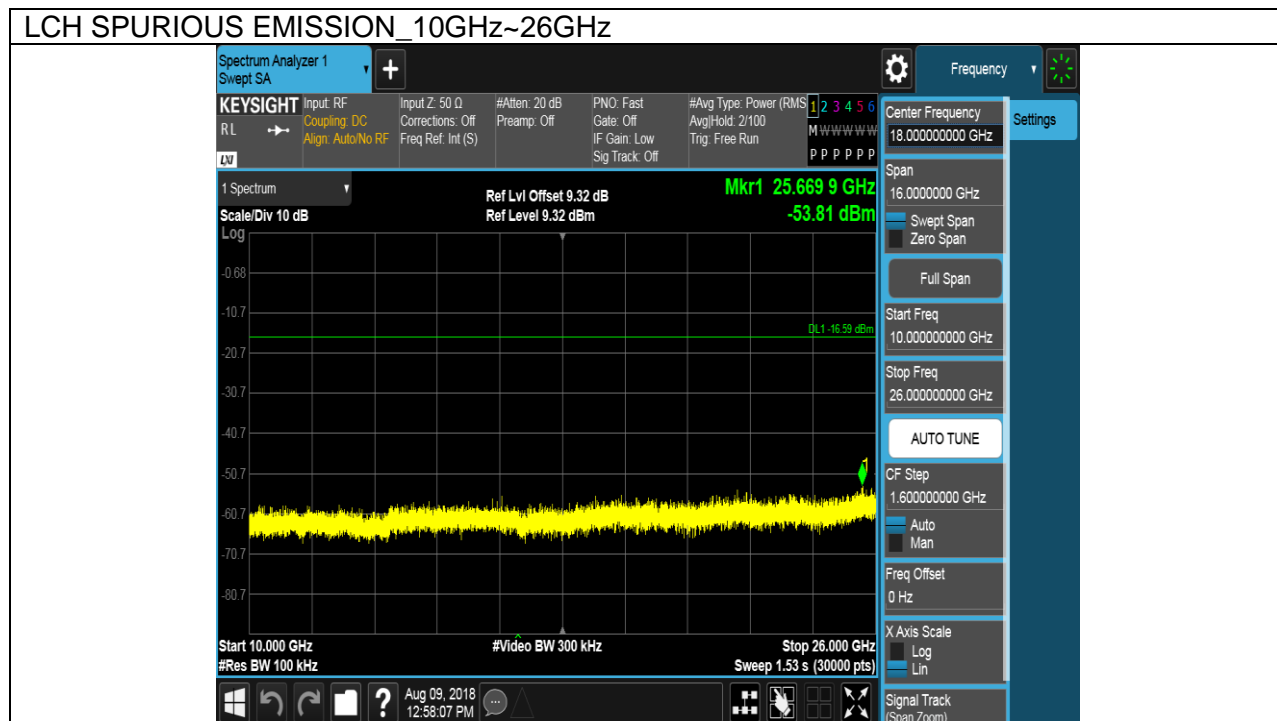 LCH SPURIOUS EMISSION_10GHz~26GHz
Spectrum Analyzer 1
Swept SA
+
Frequency
KEYSIGHT
RL
LXI
Input: RF
Coupling: DC
Align: Auto/No RF
Input Z: 50 Ω
Corrections: Off
Freq Ref: Int (S)
#Atten: 20 dB
Preamp: Off
PNO: Fast
Gate: Off
IF Gain: Low
Sig Track: Off
#Avg Type: Power (RMS
Avg|Hold: 2/100
Trig: Free Run
1 2 3 4 5 6
M W W W W W
P P P P P P
Center Frequency
18.000000000 GHz
Settings
1 Spectrum
Scale/Div 10 dB
Ref Lvl Offset 9.32 dB
Ref Level 9.32 dBm
Mkr1 25.669 9 GHz
-53.81 dBm
Log
-0.68
-10.7
-20.7
-30.7
-40.7
-50.7
-60.7
-70.7
-80.7
DL1 -16.59 dBm
1
Start 10.000 GHz
#Res BW 100 kHz
#Video BW 300 kHz
Stop 26.000 GHz
Sweep 1.53 s (30000 pts)
Span
16.0000000 GHz
Swept Span
Zero Span
Full Span
Start Freq
10.000000000 GHz
Stop Freq
26.000000000 GHz
AUTO TUNE
CF Step
1.600000000 GHz
Auto
Man
Freq Offset
0 Hz
X Axis Scale
Log
Lin
Signal Track
(Span Zoom)
?
Aug 09, 2018
12:58:07 PM